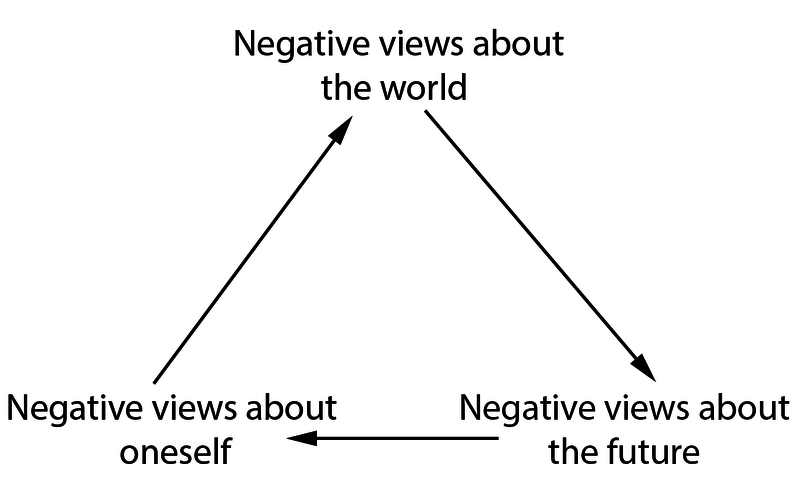 Negative views about
the world
Negative views about
oneself
Negative views about
the future